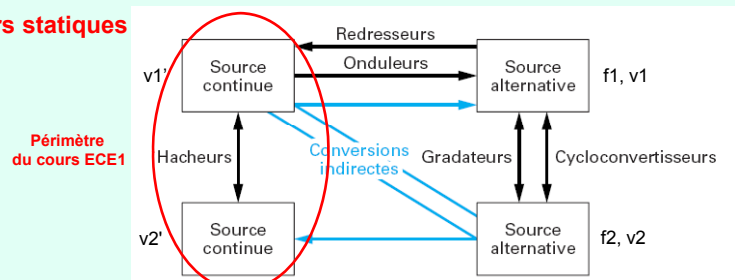 rs statiques
Redresseurs
Onduleurs
v1'
Source
continue
Source
alternative
f1, v1
Périmètre
du cours ECE1
Hacheurs
Conversions
indirectes
Gradateurs
Cycloconvertisseurs
v2'
Source
continue
Source
alternative
f2, v2